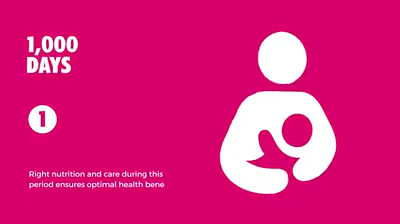 1,000
DAYS
1
Right nutrition and care during this
period ensures optimal health bene